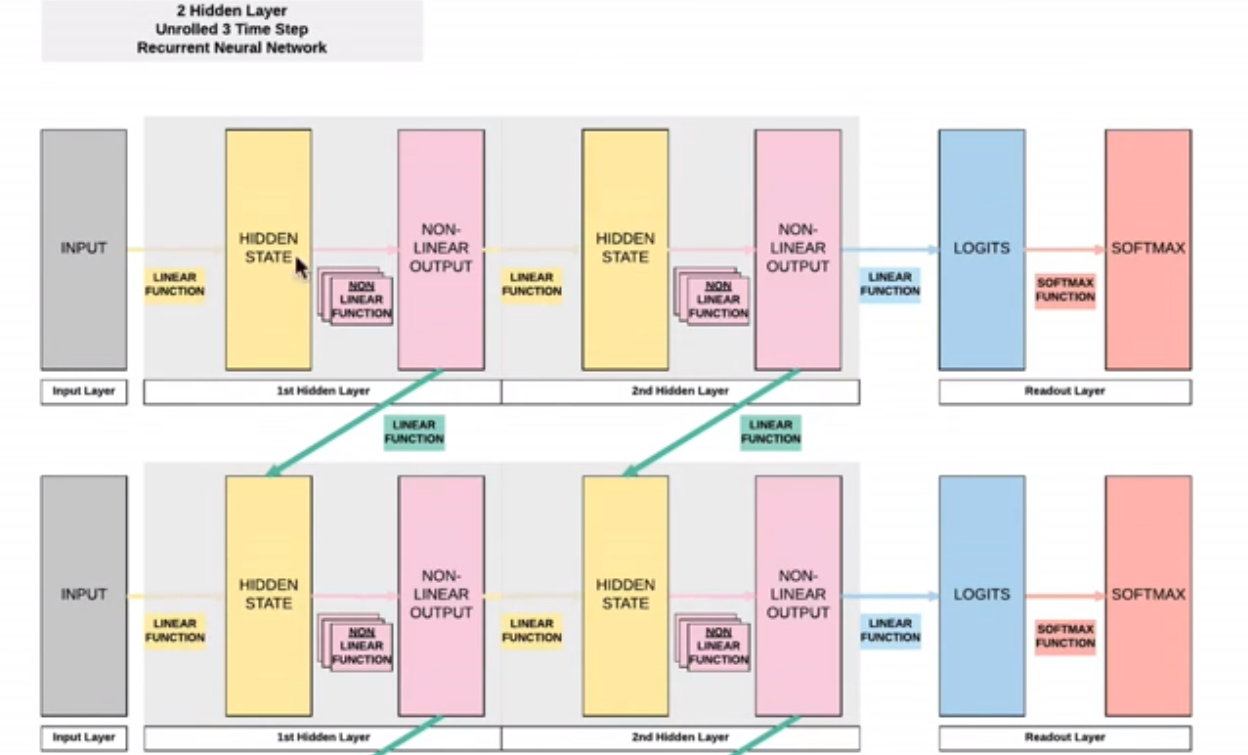 2 Hidden Layer
Unrolled 3 Time Step
Recurrent Neural Network
INPUT
LINEAR
FUNCTION
HIDDEN
STATE
NON
LINEAR
FUNCTION
NON-
LINEAR
OUTPUT
LINEAR
FUNCTION
HIDDEN
STATE
NON
LINEAR
FUNCTION
NON-
LINEAR
OUTPUT
LINEAR
FUNCTION
LOGITS
SOFTMAX
FUNCTION
SOFTMAX
Input Layer
1st Hidden Layer
2nd Hidden Layer
Readout Layer
LINEAR
FUNCTION
LINEAR
FUNCTION
INPUT
LINEAR
FUNCTION
HIDDEN
STATE
NON
LINEAR
FUNCTION
NON-
LINEAR
OUTPUT
LINEAR
FUNCTION
HIDDEN
STATE
NON
LINEAR
FUNCTION
NON-
LINEAR
OUTPUT
LINEAR
FUNCTION
LOGITS
SOFTMAX
FUNCTION
SOFTMAX
Input Layer
1st Hidden Layer
2nd Hidden Layer
Readout Layer